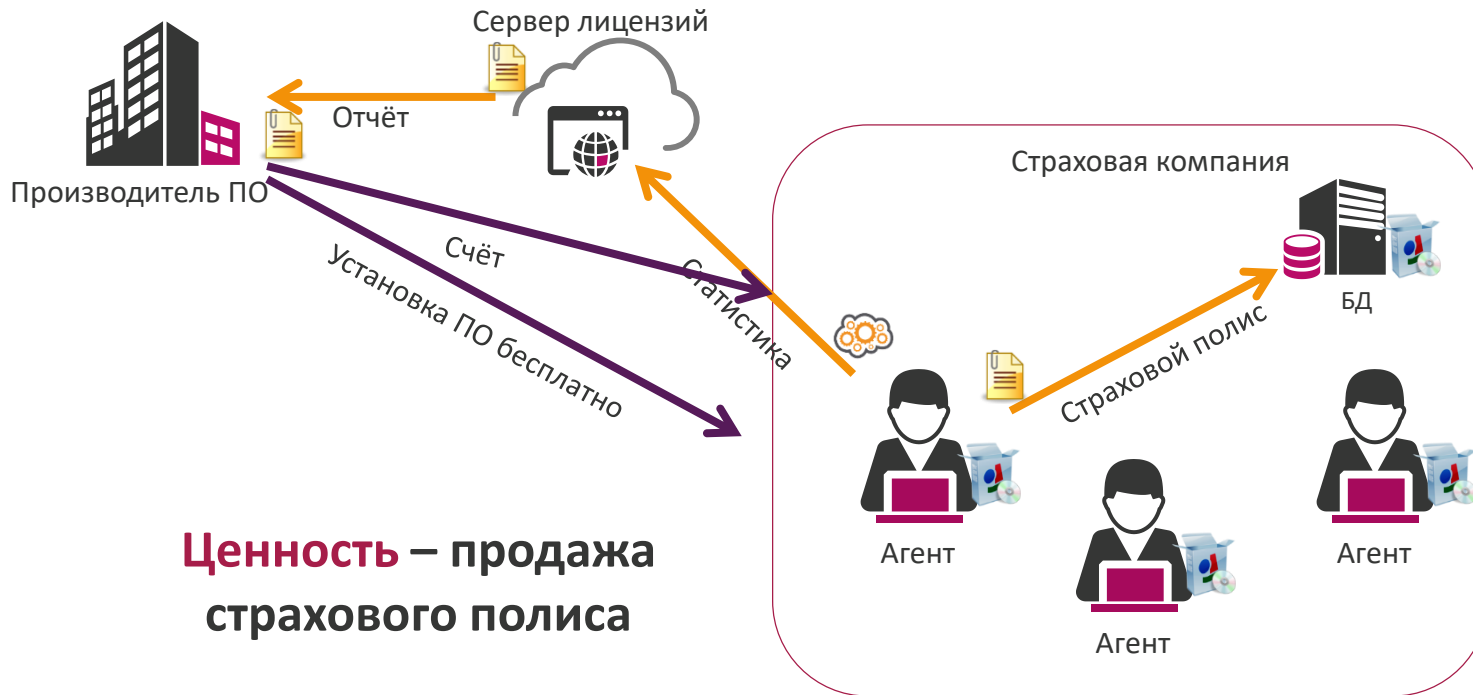 Сервер лицензий
Отчёт
Производитель ПО
Счёт
Установка ПО бесплатно
Статистика
Страховая компания
БД
Страховой полис
Агент
Агент
Агент
Ценность – продажа
страхового полиса